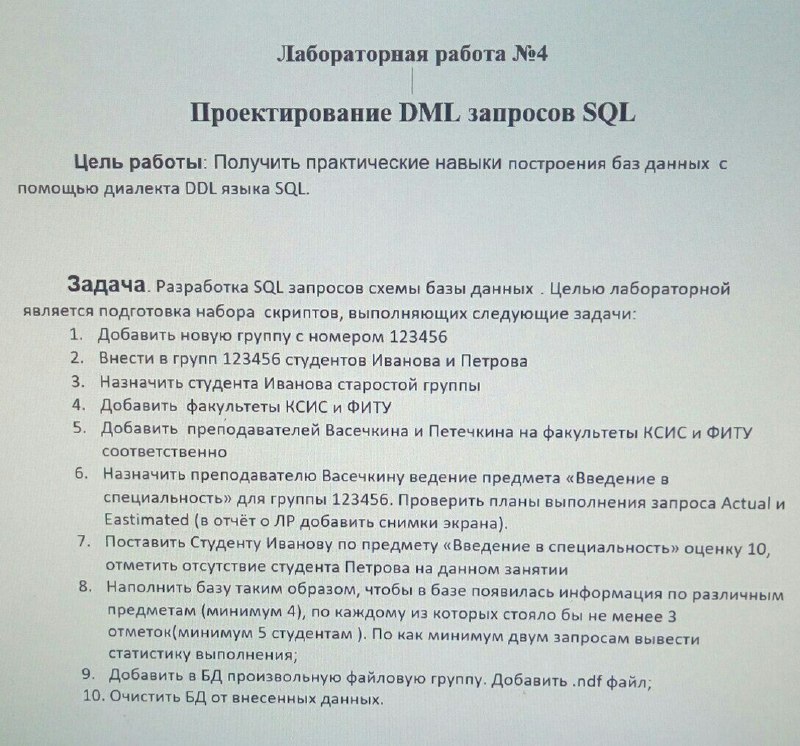 Лабораторная работа №4
Проектирование DML запросов SQL
Цель работы: Получить практические навыки построения баз данных с
помощью диалекта DDL языка SQL.
Задача. Разработка SQL запросов схемы базы данных . Целью лабораторной
является подготовка набора скриптов, выполняющих следующие задачи:
1. Добавить новую группу с номером 123456
2. Внести в групп 123456 студентов Иванова и Петрова
3. Назначить студента Иванова старостой группы
4. Добавить факультеты КСИС и ФИТУ
5. Добавить преподавателей Васечкина и Петечкина на факультеты КСИС и ФИТУ
соответственно
6. Назначить преподавателю Васечкину ведение предмета «Введение в
специальность» для группы 123456. Проверить планы выполнения запроса Actual и
Eastimated (в отчёт о ЛР добавить снимки экрана).
7. Поставить Студенту Иванову по предмету «Введение в специальность» оценку 10,
отметить отсутствие студента Петрова на данном занятии
8. Наполнить базу таким образом, чтобы в базе появилась информация по различным
предметам (минимум 4), по каждому из которых стояло бы не менее 3
отметок(минимум 5 студентам ). По как минимум двум запросам вывести
статистику выполнения;
9. Добавить в БД произвольную файловую группу. Добавить .ndf файл;
10. Очистить БД от внесенных данных.